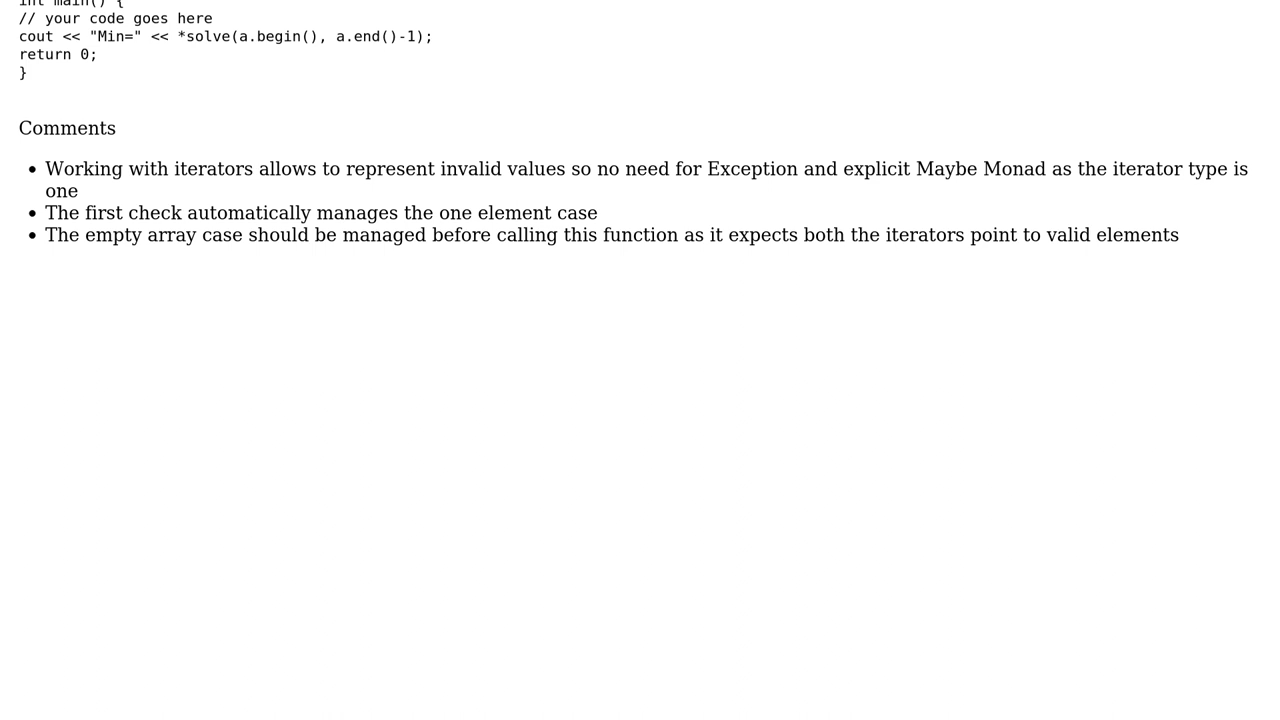 int main() {
// your code goes here
cout << "Min=" << *solve(a.begin(), a.end()-1);
return 0;
}
Comments
• Working with iterators allows to represent invalid values so no need for Exception and explicit Maybe Monad as the iterator type is
one
• The first check automatically manages the one element case
• The empty array case should be managed before calling this function as it expects both the iterators point to valid elements